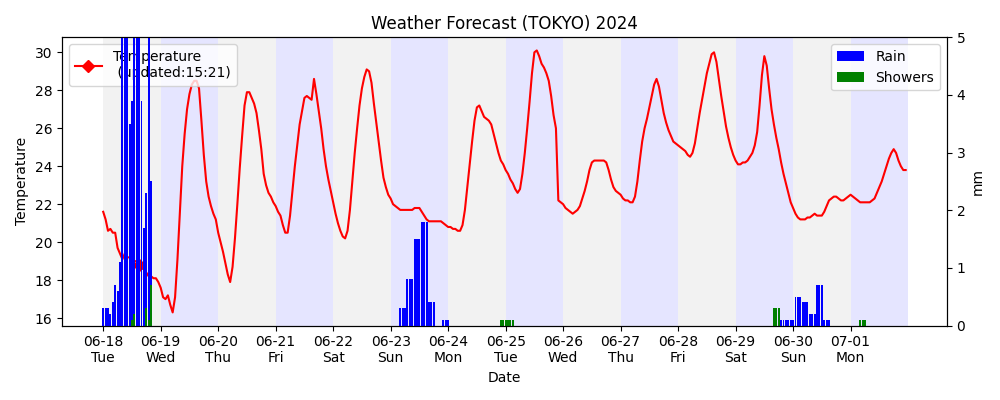 Weather Forecast (TOKYO) 2024
Temperature
(updated:15:21)
Rain
Showers
30
28
26
24
22
20
18
16
Temperature
5
4
3
2
1
0
mm
06-18 06-19 06-20 06-21 06-22 06-23 06-24 06-25 06-26 06-27 06-28 06-29 06-30 07-01
Tue Wed Thu Fri Sat Sun Mon Tue Wed Thu Fri Sat Sun Mon
Date